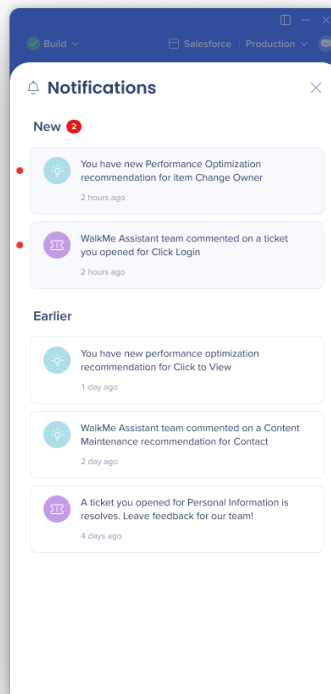 Build
Salesforce | Production
Notifications
New 2
You have new Performance Optimization
recommendation for item Change Owner
2 hours ago
WalkMe Assistant team commented on a ticket
you opened for Click Login
2 hours ago
Earlier
You have new performance optimization
recommendation for Click to View
1 day ago
WalkMe Assistant team commented on a Content
Maintenance recommendation for Contact
2 day ago
A ticket you opened for Personal Information is
resolves. Leave feedback for our team!
4 days ago